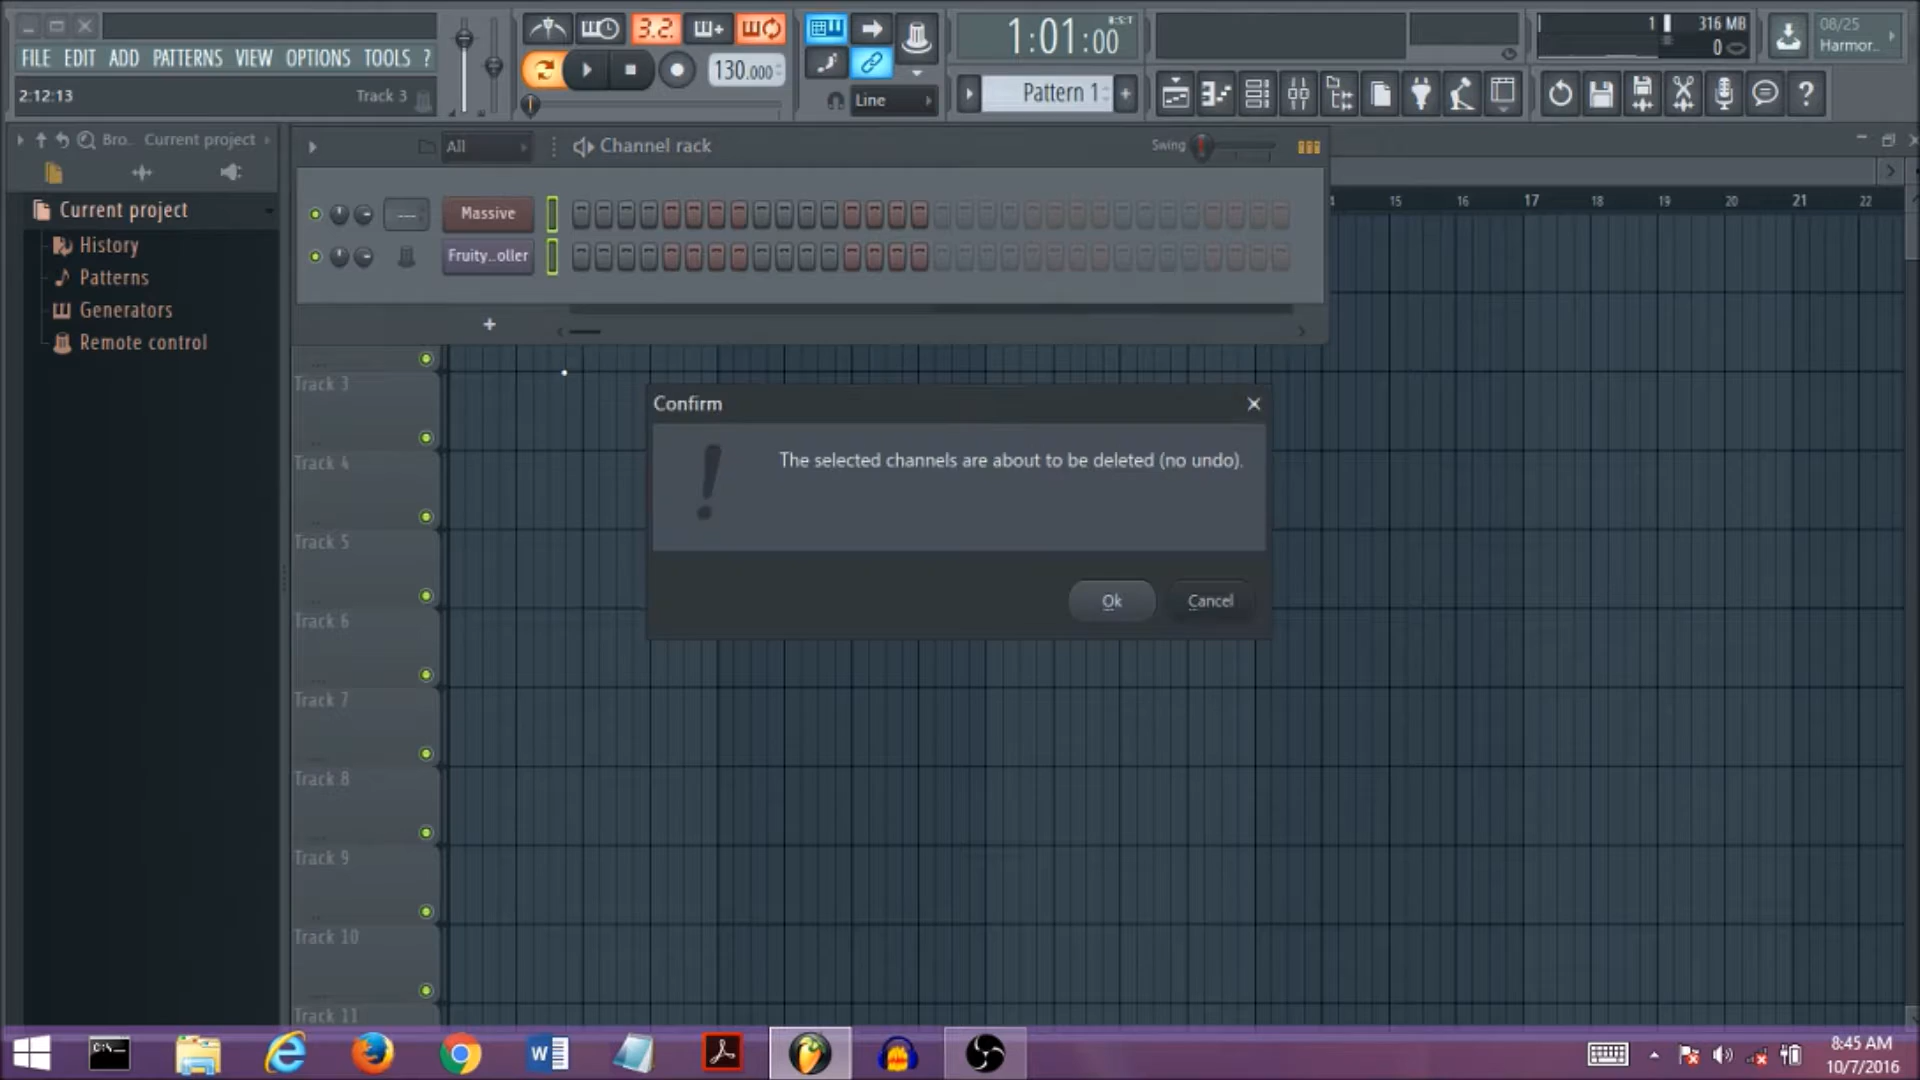 FILE EDIT ADD PATTERNS VIEW OPTIONS TOOLS ?
2:12:13 Track 3
3.2.
130.000
Line
1:01:00
B:S:T
Pattern 1
+
1
316 MB
0
08/25
Harmor..
?
Bro.. Current project
Current project
History
Patterns
Generators
Remote control
All
Channel rack
Swing
Massive
Fruity..oller
+
15 16 17 18 19 20 21 22
Track 3
Track 4
Track 5
Track 6
Track 7
Track 8
Track 9
Track 10
Track 11
Confirm
The selected channels are about to be deleted (no undo).
Ok Cancel
C:\
8:45 AM
10/7/2016